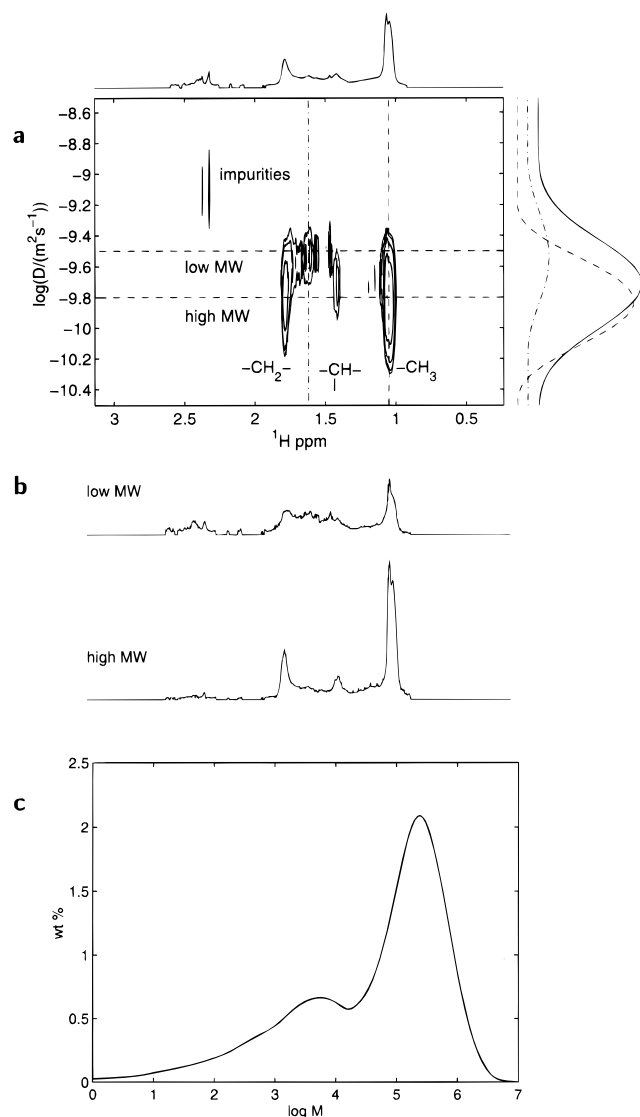 a
−8.6
−8.8
−9
−9.2
−9.4
−9.6
−9.8
−10
−10.2
−10.4
log(D/(m²s⁻¹))
impurities
low MW
high MW
−CH₂−
−CH−
−CH₃
3
2.5
2
1.5
1
0.5
¹H ppm
b
low MW
high MW
c
2.5
2
1.5
1
0.5
0
wt %
0
1
2
3
4
5
6
7
log M